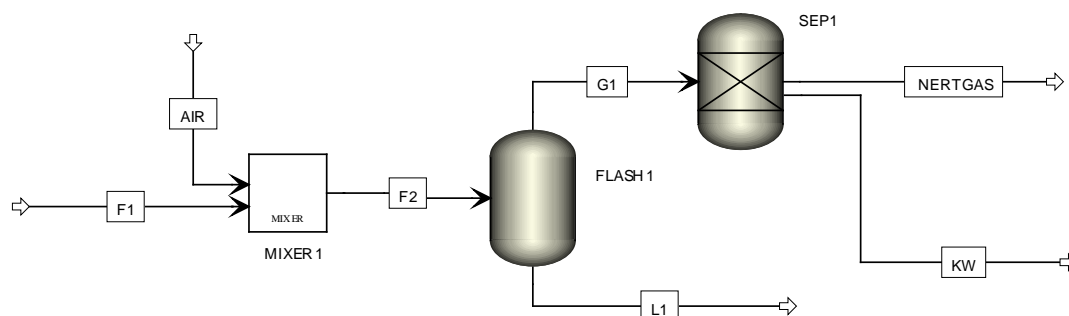 SEP1
G1
NERTGAS
AIR
FLASH1
F1
MIXER
F2
MIXER1
KW
L1